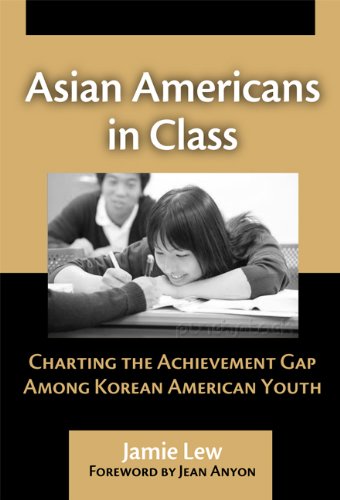 Asian Americans
in Class
CHARTING THE ACHIEVEMENT GAP
AMONG KOREAN AMERICAN YOUTH
Jamie Lew
FOREWORD BY JEAN ANYON